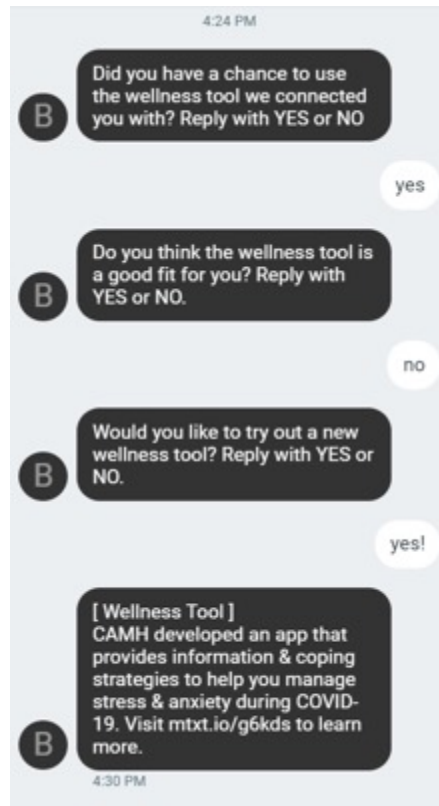 4:24 PM
Did you have a chance to use
the wellness tool we connected
you with? Reply with YES or NO
B
yes
Do you think the wellness tool is
a good fit for you? Reply with
YES or NO.
B
no
Would you like to try out a new
wellness tool? Reply with YES or
NO.
B
yes!
[ Wellness Tool ]
CAMH developed an app that
provides information & coping
strategies to help you manage
stress & anxiety during COVID-
19. Visit mtxt.io/g6kds to learn
more.
B
4:30 PM